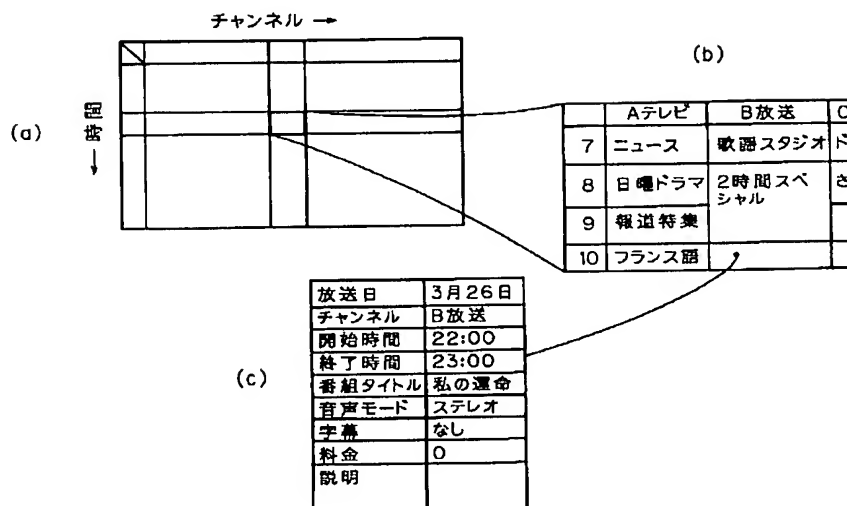 チャンネル →
(a)
← 時間
(b)
Aテレビ B放送 C
7 ニュース 歌謡スタジオ ド
8 日曜ドラマ 2時間スペ さ
シャル
9 報道特集
10 フランス語
(c)
放送日 3月26日
チャンネル B放送
開始時間 22:00
終了時間 23:00
番組タイトル 私の運命
音声モード ステレオ
字幕 なし
料金 0
説明